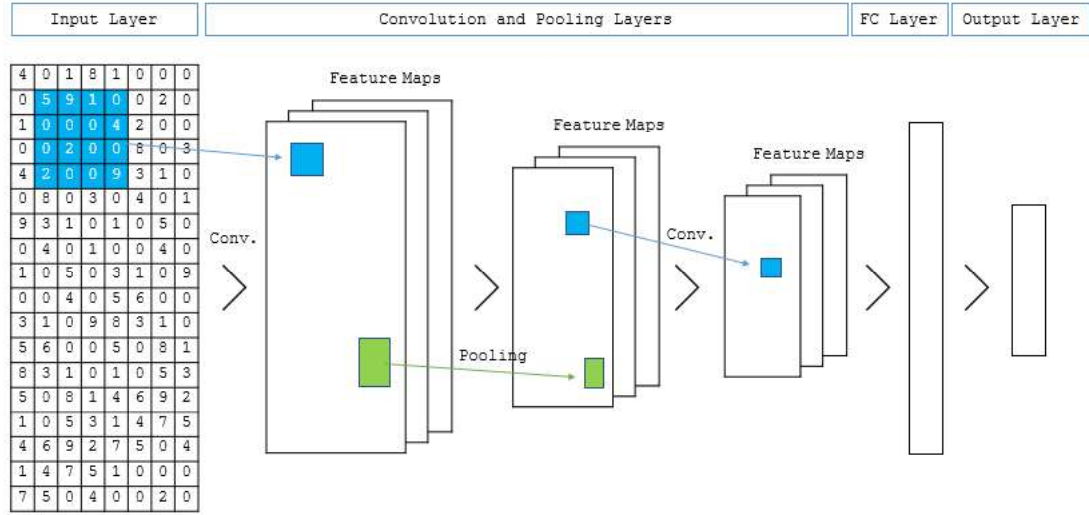 Input Layer
Convolution and Pooling Layers
FC Layer
Output Layer
Feature Maps
Feature Maps
Feature Maps
Conv.
Conv.
Pooling
4 0 1 8 1 0 0 0
0 5 9 1 0 0 2 0
1 0 0 0 4 2 0 0
0 0 2 0 0 8 0 3
4 2 0 0 9 3 1 0
0 8 0 3 0 4 0 1
9 3 1 0 1 0 5 0
0 4 0 1 0 0 4 0
1 0 5 0 3 1 0 9
0 0 4 0 5 6 0 0
3 1 0 9 8 3 1 0
5 6 0 0 5 0 8 1
8 3 1 0 1 0 5 3
5 0 8 1 4 6 9 2
1 0 5 3 1 4 7 5
4 6 9 2 7 5 0 4
1 4 7 5 1 0 0 0
7 5 0 4 0 0 2 0